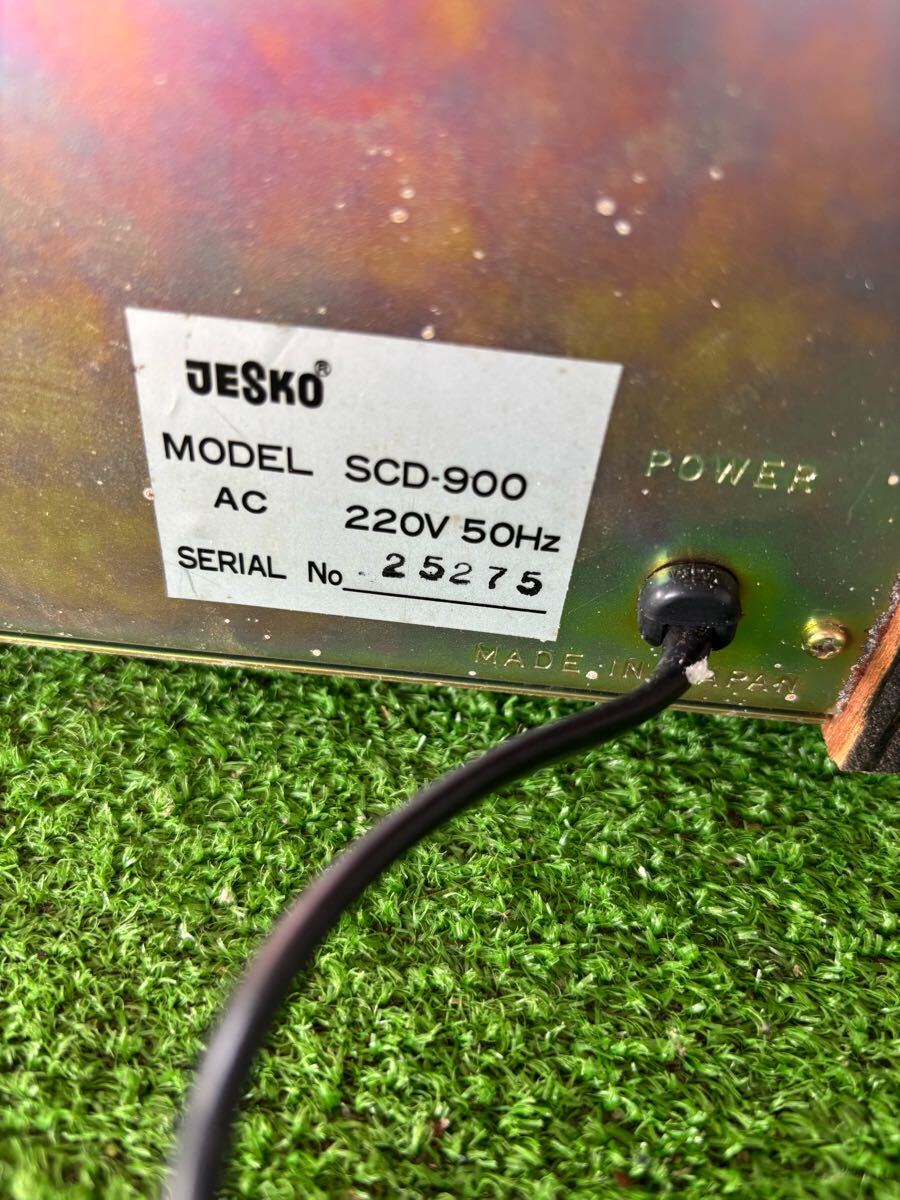 JESKO®
MODEL SCD-900
AC 220V 50Hz
SERIAL No 25275
POWER
MADE IN JAPAN